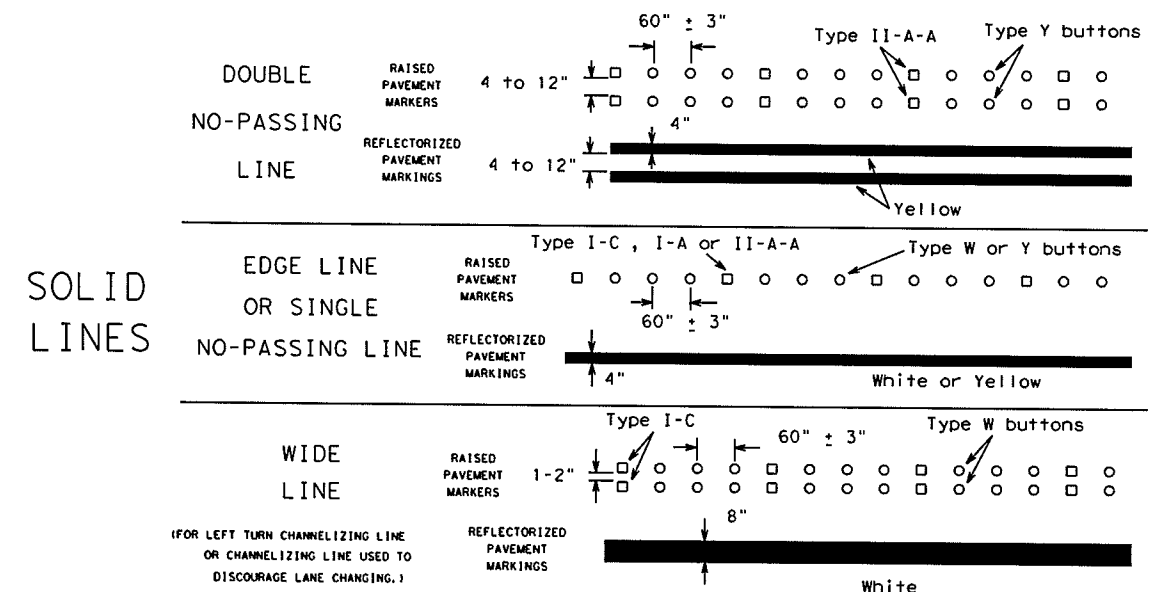 60" ± 3"
Type II-A-A
Type Y buttons
DOUBLE
NO-PASSING
LINE
RAISED
PAVEMENT
MARKERS
4 to 12"
4"
REFLECTORIZED
PAVEMENT
MARKINGS
4 to 12"
Yellow
SOLID
LINES
Type I-C , I-A or II-A-A
Type W or Y buttons
EDGE LINE
OR SINGLE
NO-PASSING LINE
RAISED
PAVEMENT
MARKERS
60" ± 3"
REFLECTORIZED
PAVEMENT
MARKINGS
4"
White or Yellow
Type I-C
60" ± 3"
Type W buttons
WIDE
LINE
RAISED
PAVEMENT
MARKERS
1-2"
(FOR LEFT TURN CHANNELIZING LINE
OR CHANNELIZING LINE USED TO
DISCOURAGE LANE CHANGING.)
REFLECTORIZED
PAVEMENT
MARKINGS
8"
White